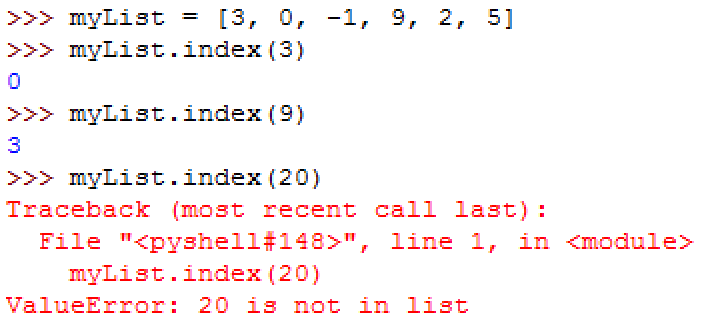 >>> myList = [3, 0, -1, 9, 2, 5]
>>> myList.index(3)
0
>>> myList.index(9)
3
>>> myList.index(20)
Traceback (most recent call last):
  File "<pyshell#148>", line 1, in <module>
    myList.index(20)
ValueError: 20 is not in list